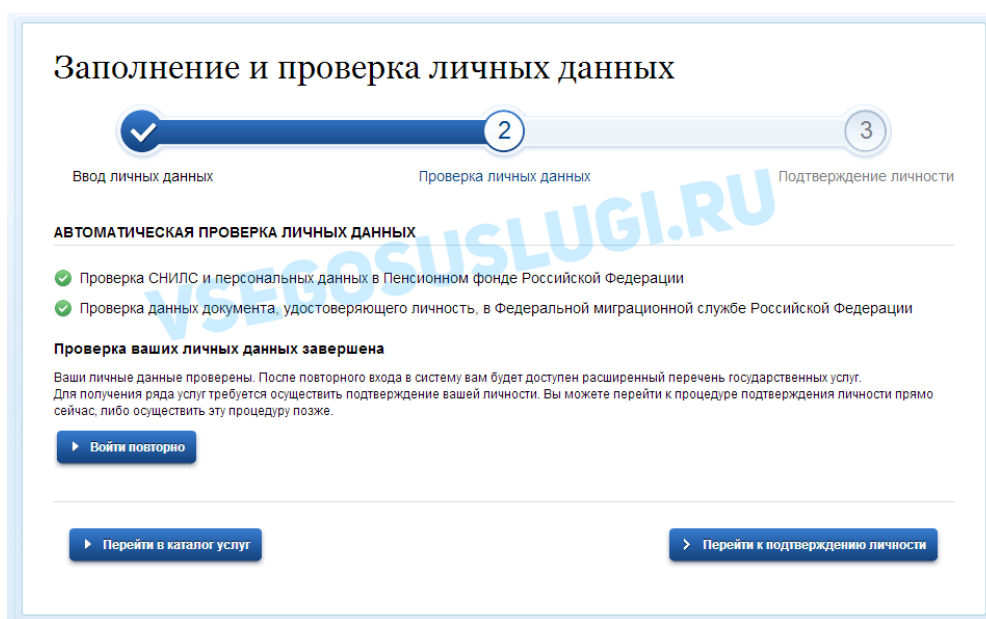 Заполнение и проверка личных данных
2
3
Ввод личных данных
Проверка личных данных
Подтверждение личности
VSEGOSUSLUGI.RU
АВТОМАТИЧЕСКАЯ ПРОВЕРКА ЛИЧНЫХ ДАННЫХ
Проверка СНИЛС и персональных данных в Пенсионном фонде Российской Федерации
Проверка данных документа, удостоверяющего личность, в Федеральной миграционной службе Российской Федерации
Проверка ваших личных данных завершена
Ваши личные данные проверены. После повторного входа в систему вам будет доступен расширенный перечень государственных услуг.
Для получения ряда услуг требуется осуществить подтверждение вашей личности. Вы можете перейти к процедуре подтверждения личности прямо
сейчас, либо осуществить эту процедуру позже.
Войти повторно
Перейти в каталог услуг
Перейти к подтверждению личности